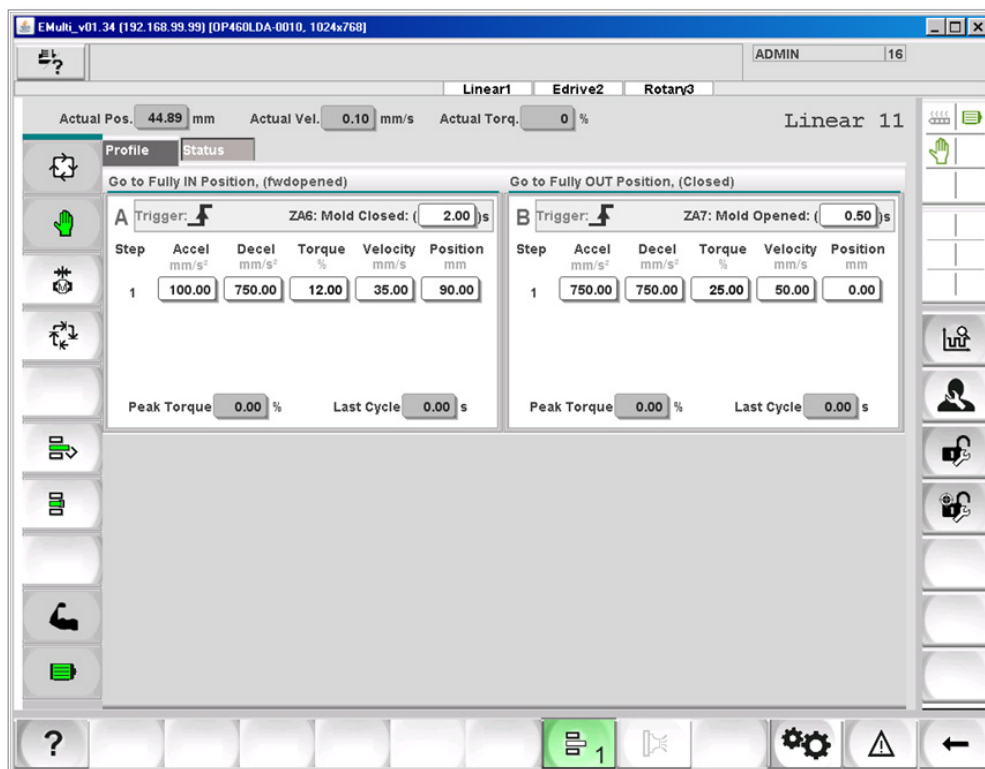 EMulti_v01.34 (192.168.99.99) [OP460LDA-0010, 1024x768]
?
ADMIN 16
Linear1 Edrive2 Rotary3
Actual Pos. 44.89 mm Actual Vel. 0.10 mm/s Actual Torq. 0 % Linear 11
Profile Status
Go to Fully IN Position, (fwdopened)
A Trigger: ZA6: Mold Closed: ( 2.00 )s
Step Accel Decel Torque Velocity Position
mm/s² mm/s² % mm/s mm
1 100.00 750.00 12.00 35.00 90.00
Peak Torque 0.00 % Last Cycle 0.00 s
Go to Fully OUT Position, (Closed)
B Trigger: ZA7: Mold Opened: ( 0.50 )s
Step Accel Decel Torque Velocity Position
mm/s² mm/s² % mm/s mm
1 750.00 750.00 25.00 50.00 0.00
Peak Torque 0.00 % Last Cycle 0.00 s
M
? 1